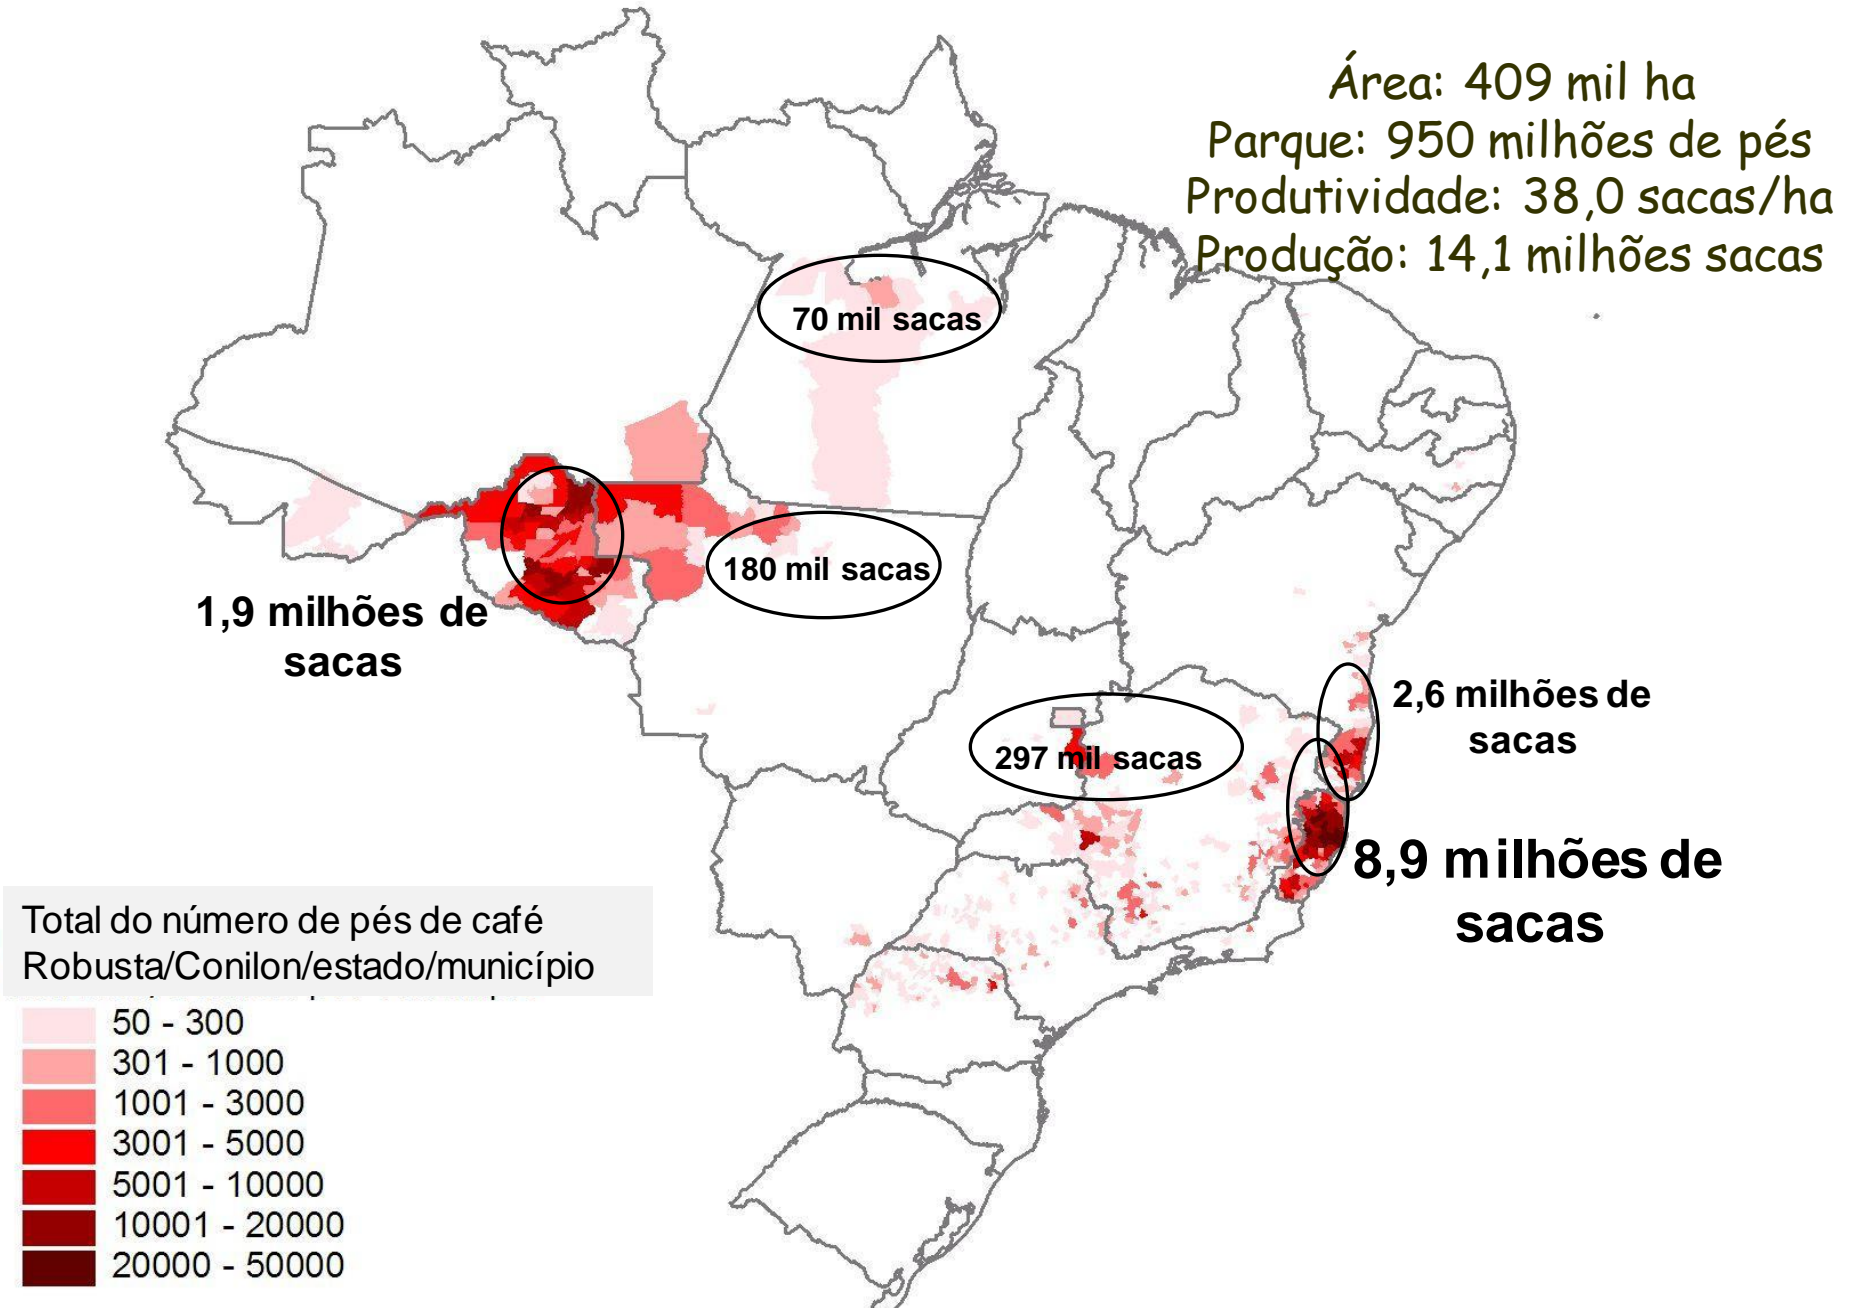 Área: 409 mil ha
Parque: 950 milhões de pés
Produtividade: 38,0 sacas/ha
Produção: 14,1 milhões sacas
70 mil sacas
180 mil sacas
1,9 milhões de
sacas
2,6 milhões de
sacas
297 mil sacas
8,9 milhões de
sacas
Total do número de pés de café
Robusta/Conilon/estado/município
50 - 300
301 - 1000
1001 - 3000
3001 - 5000
5001 - 10000
10001 - 20000
20000 - 50000